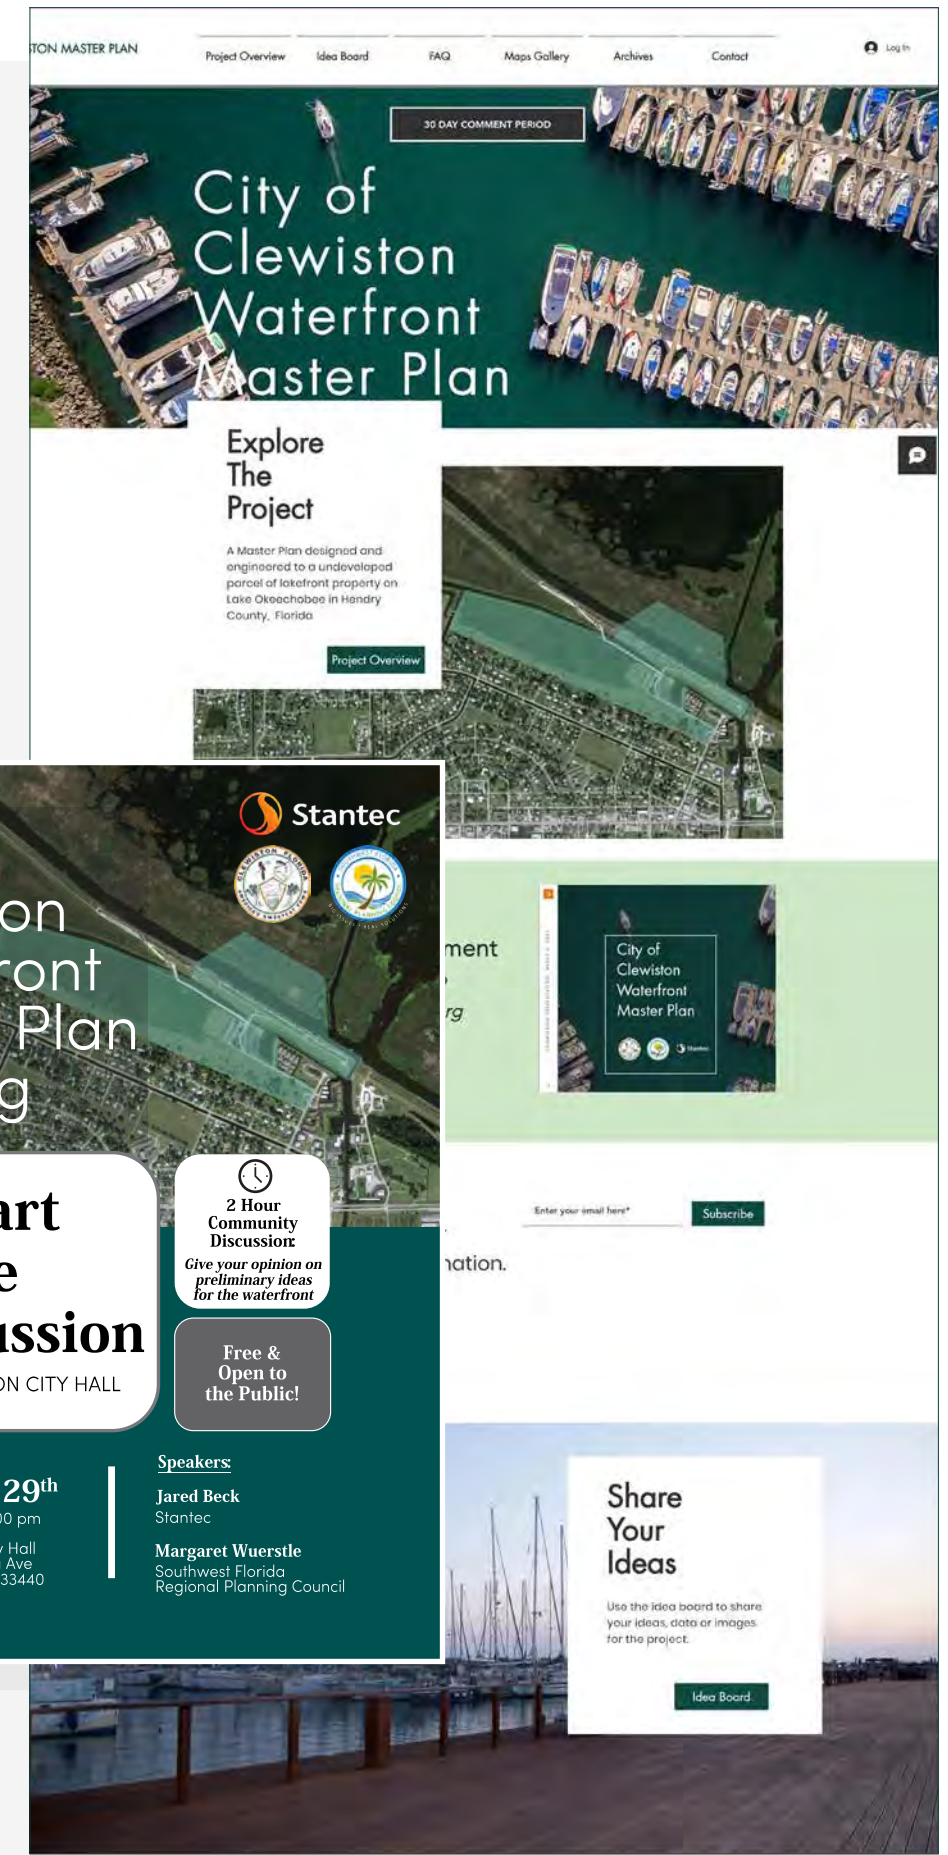 STON MASTER PLAN
Project Overview
Idea Board
FAQ
Maps Gallery
Archives
Contact
Log In
30 DAY COMMENT PERIOD
City of
Clewiston
Waterfront
Master Plan
Explore
The
Project
A Master Plan designed and
engineered to a undeveloped
parcel of lakefront property on
Lake Okeechobee in Hendry
County, Florida
Project Overview
Stantec
CLEWISTON FLORIDA
on
ront
Plan
g
art
e
ussion
ON CITY HALL
2 Hour
Community
Discussion:
Give your opinion on
preliminary ideas
for the waterfront
Free &
Open to
the Public!
29th
00 pm
y Hall
Ave
33440
Speakers:
Jared Beck
Stantec
Margaret Wuerstle
Southwest Florida
Regional Planning Council
ment
rg
City of
Clewiston
Waterfront
Master Plan
Stantec
Enter your email here*
Subscribe
nation.
Share
Your
Ideas
Use the idea board to share
your ideas, data or images
for the project.
Idea Board